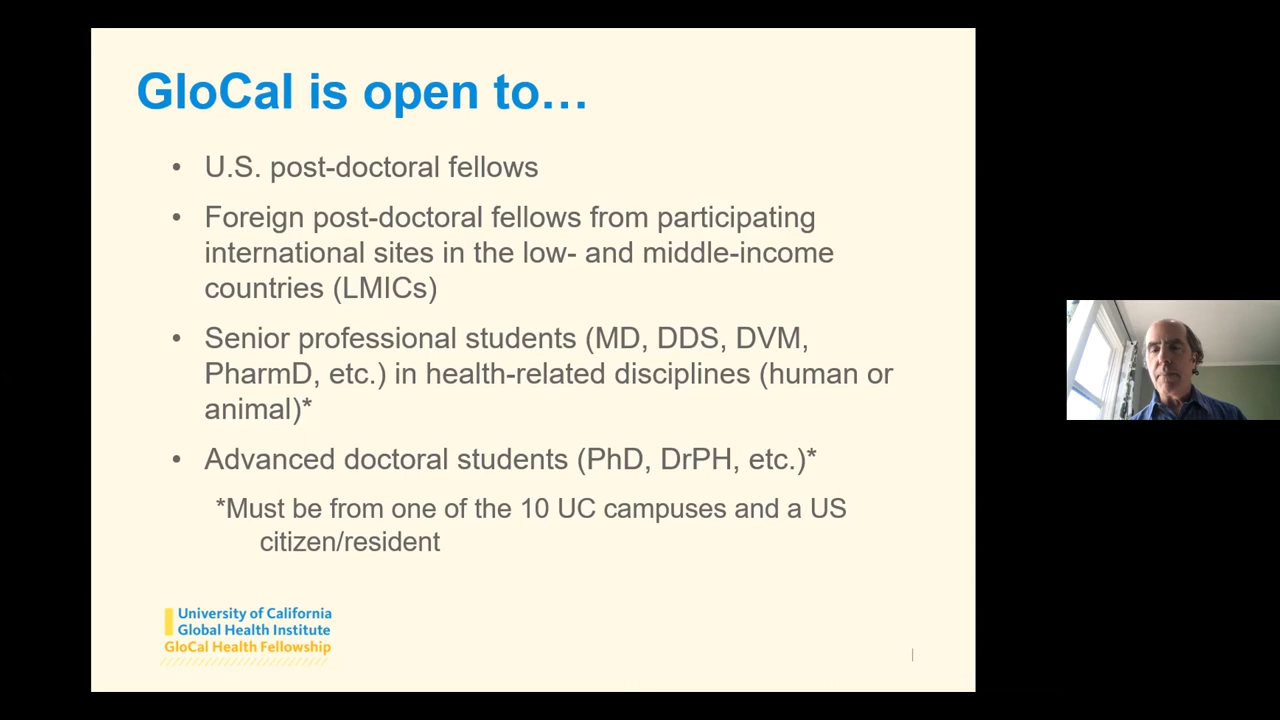 GloCal is open to…
• U.S. post-doctoral fellows
• Foreign post-doctoral fellows from participating
international sites in the low- and middle-income
countries (LMICs)
• Senior professional students (MD, DDS, DVM,
PharmD, etc.) in health-related disciplines (human or
animal)*
• Advanced doctoral students (PhD, DrPH, etc.)*
*Must be from one of the 10 UC campuses and a US
citizen/resident
University of California
Global Health Institute
GloCal Health Fellowship
|